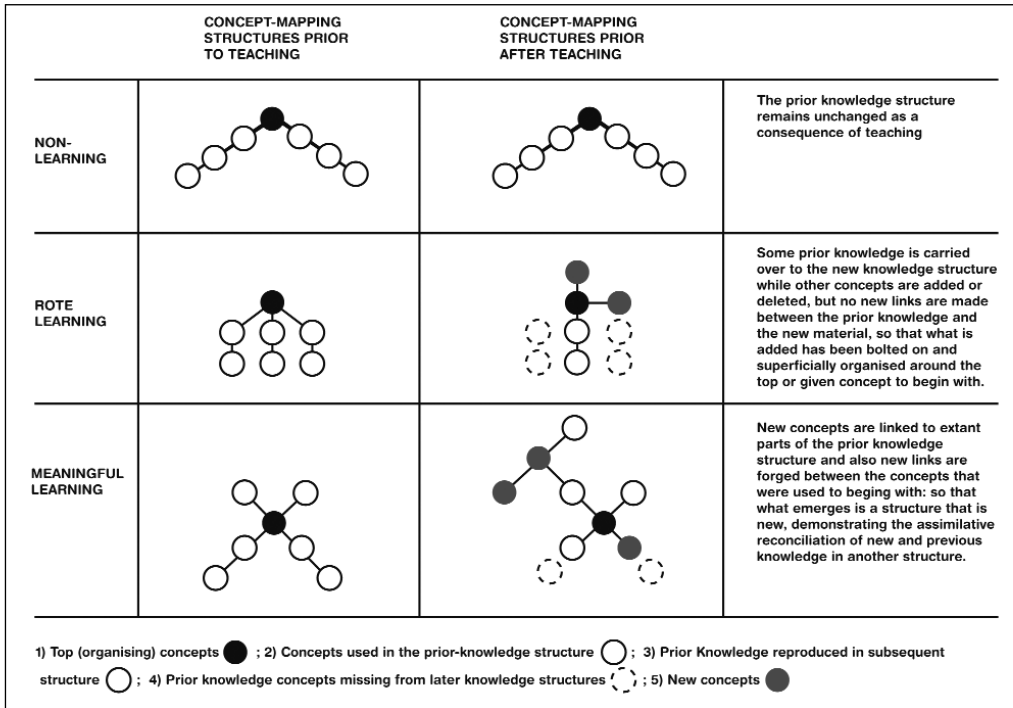 CONCEPT-MAPPING
STRUCTURES PRIOR
TO TEACHING
CONCEPT-MAPPING
STRUCTURES PRIOR
AFTER TEACHING
NON-
LEARNING
The prior knowledge structure
remains unchanged as a
consequence of teaching
ROTE
LEARNING
Some prior knowledge is carried
over to the new knowledge structure
while other concepts are added or
deleted, but no new links are made
between the prior knowledge and
the new material, so that what is
added has been bolted on and
superficially organised around the
top or given concept to begin with.
MEANINGFUL
LEARNING
New concepts are linked to extant
parts of the prior knowledge
structure and also new links are
forged between the concepts that
were used to beginning with: so that
what emerges is a structure that is
new, demonstrating the assimilative
reconciliation of new and previous
knowledge in another structure.
1) Top (organising) concepts ; 2) Concepts used in the prior-knowledge structure ; 3) Prior Knowledge reproduced in subsequent
structure ; 4) Prior knowledge concepts missing from later knowledge structures ; 5) New concepts